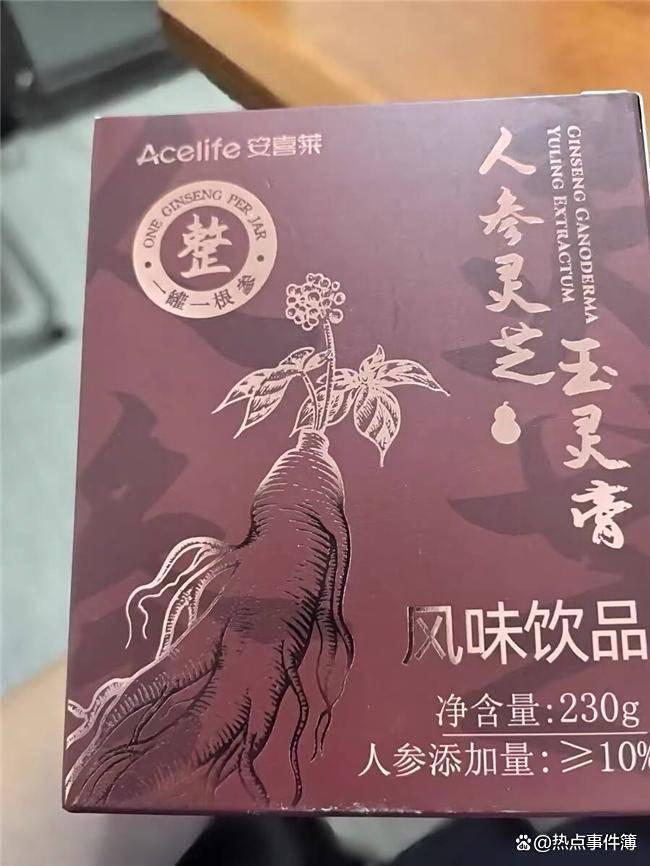 Acelife 安喜莱
ONE GINSENG PER JAR
整
一罐一根参
人参灵芝
玉灵膏
GINSENG GANODERMA
YULING EXTRACTUM
风味饮品
净含量:230g
人参添加量:≥10%
热点事件簿